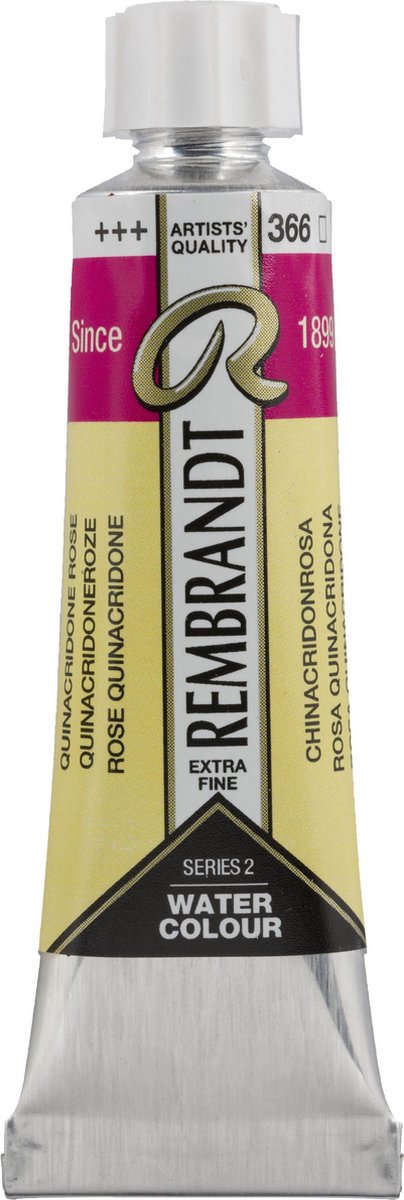 +++
ARTISTS'
QUALITY
366
Since
1899
R
REMBRANDT
QUINACRIDONE ROSE
QUINACRIDONEROZE
ROSE QUINACRIDONE
CHINACRIDONROSA
ROSA QUINACRIDONA
EXTRA
FINE
SERIES 2
WATER
COLOUR